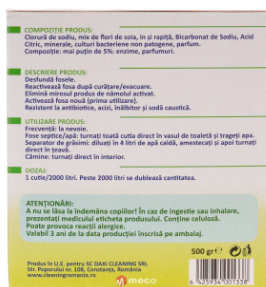 COMPOZIȚIE PRODUS:
Clorură de sodiu, mix de flori de soia, in și rapiță, Bicarbonat de Sodiu, Acid
Citric, minerale, culturi bacteriene non patogene, parfum.
Compoziție: mai puțin de 5%: enzime, parfumuri.
DESCRIERE PRODUS:
Desfundă fosele.
Reactivează fosa după curățare/evacuare.
Elimină mirosul produs de nămolul activat.
Activează fosa nouă (prima utilizare).
Rezistent la antibiotice, acizi, înălbitor și sodă caustică.
UTILIZARE PRODUS:
Frecvență: la nevoie.
Fose septice/apă: turnați toată cutia direct în vasul de toaletă și trageți apa.
Separator de grăsimi: diluați în 4 litri de apă caldă, amestecați și apoi turnați
direct în țeavă.
Cămine: turnați direct în interior.
DOZAJ:
1 cutie/2000 litri. Peste 2000 litri se dublează cantitatea.
ATENȚIONĂRI:
A nu se lăsa la îndemâna copiilor! În caz de ingestie sau inhalare,
prezentați medicului eticheta produsului. Conține celuloză.
Poate provoca reacții alergice.
Valabil 3 ani de la data producției înscrisă pe ambalaj.
500 gr e
Produs în U.E. pentru SC DAXI CLEANING SRL
Str. Poporului nr. 108, Constanța, România
www.cleaningromania.ro
meco
6 425934 001338